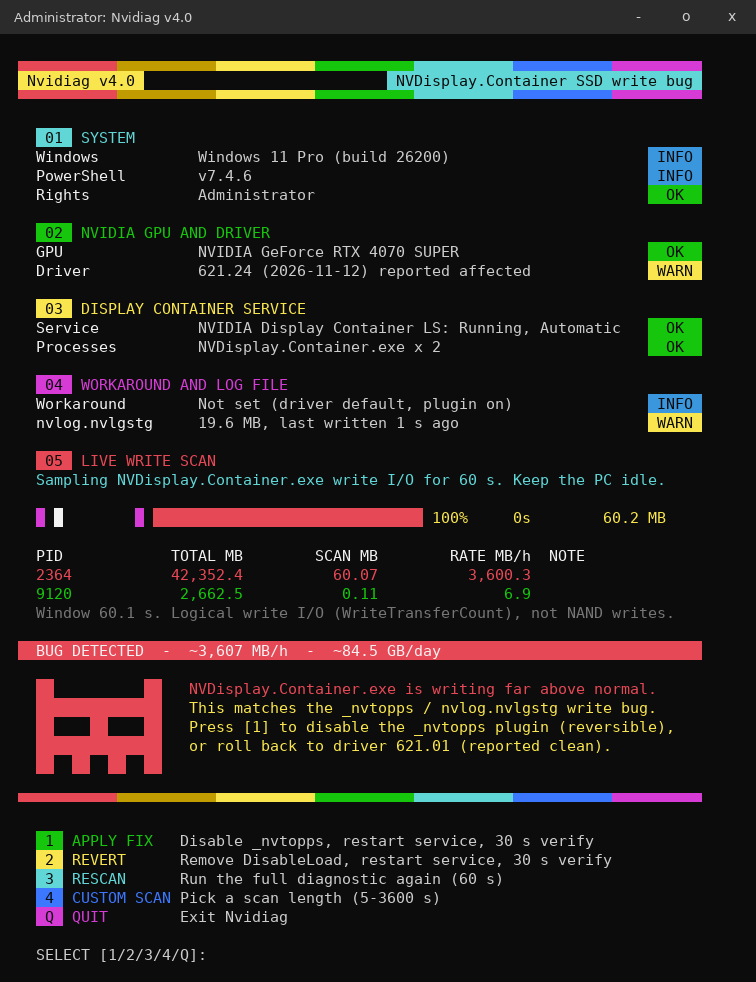 Administrator: Nvidiag v4.0 - o x
Nvidiag v4.0 NVDisplay.Container SSD write bug
01 SYSTEM
Windows Windows 11 Pro (build 26200) INFO
PowerShell v7.4.6 INFO
Rights Administrator OK
02 NVIDIA GPU AND DRIVER
GPU NVIDIA GeForce RTX 4070 SUPER OK
Driver 621.24 (2026-11-12) reported affected WARN
03 DISPLAY CONTAINER SERVICE
Service NVIDIA Display Container LS: Running, Automatic OK
Processes NVDisplay.Container.exe x 2 OK
04 WORKAROUND AND LOG FILE
Workaround Not set (driver default, plugin on) INFO
nvlog.nvlgstg 19.6 MB, last written 1 s ago WARN
05 LIVE WRITE SCAN
Sampling NVDisplay.Container.exe write I/O for 60 s. Keep the PC idle.
100% 0s 60.2 MB
PID TOTAL MB SCAN MB RATE MB/h NOTE
2364 42,352.4 60.07 3,600.3
9120 2,662.5 0.11 6.9
Window 60.1 s. Logical write I/O (WriteTransferCount), not NAND writes.
BUG DETECTED - ~3,607 MB/h - ~84.5 GB/day
NVDisplay.Container.exe is writing far above normal.
This matches the _nvtopps / nvlog.nvlgstg write bug.
Press [1] to disable the _nvtopps plugin (reversible),
or roll back to driver 621.01 (reported clean).
1 APPLY FIX Disable _nvtopps, restart service, 30 s verify
2 REVERT Remove DisableLoad, restart service, 30 s verify
3 RESCAN Run the full diagnostic again (60 s)
4 CUSTOM SCAN Pick a scan length (5-3600 s)
Q QUIT Exit Nvidiag
SELECT [1/2/3/4/Q]: